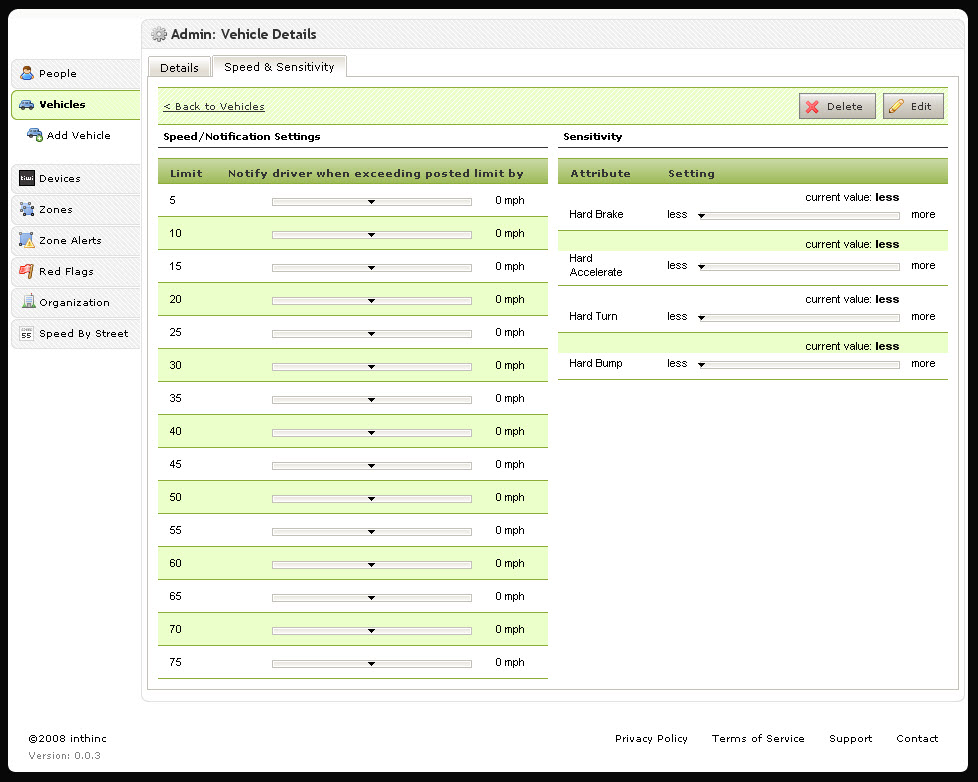 Admin: Vehicle Details
People
Vehicles
Add Vehicle
tiwi Devices
Zones
Zone Alerts
Red Flags
Organization
55 Speed By Street
Details
Speed & Sensitivity
< Back to Vehicles
Delete
Edit
Speed/Notification Settings
Limit Notify driver when exceeding posted limit by
5 0 mph
10 0 mph
15 0 mph
20 0 mph
25 0 mph
30 0 mph
35 0 mph
40 0 mph
45 0 mph
50 0 mph
55 0 mph
60 0 mph
65 0 mph
70 0 mph
75 0 mph
Sensitivity
Attribute Setting
current value: less
Hard Brake less more
current value: less
Hard
Accelerate less more
current value: less
Hard Turn less more
current value: less
Hard Bump less more
©2008 inthinc
Version: 0.0.3
Privacy Policy Terms of Service Support Contact